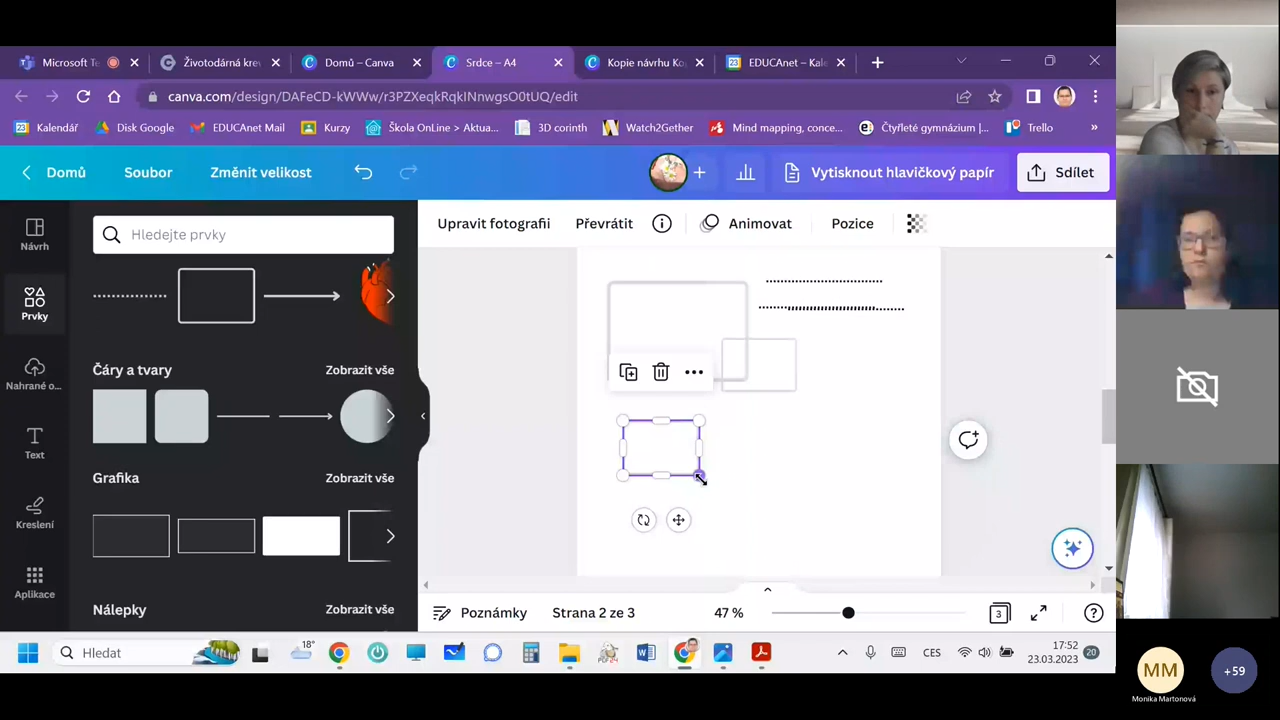 Microsoft Te
Životodárná krev
Domů – Canva
Srdce – A4
Kopie návrhu Ko
EDUCAnet – Kale
canva.com/design/DAFeCD-kWWw/r3PZXeqkRqkINnwgsO0tUQ/edit
Kalendář
Disk Google
EDUCAnet Mail
Kurzy
Škola OnLine > Aktua...
3D corinth
Watch2Gether
Mind mapping, conce...
Čtyřleté gymnázium |...
Trello
Domů
Soubor
Změnit velikost
Vytisknout hlavičkový papír
Sdílet
Návrh
Prvky
Nahrané o...
Text
Kreslení
Aplikace
Hledejte prvky
Čáry a tvary
Zobrazit vše
Grafika
Zobrazit vše
Nálepky
Zobrazit vše
Upravit fotografii
Převrátit
Animovat
Pozice
Poznámky
Strana 2 ze 3
47 %
3
Hledat
18°
CES
17:52
23.03.2023
20
MM
Monika Martonová
+59